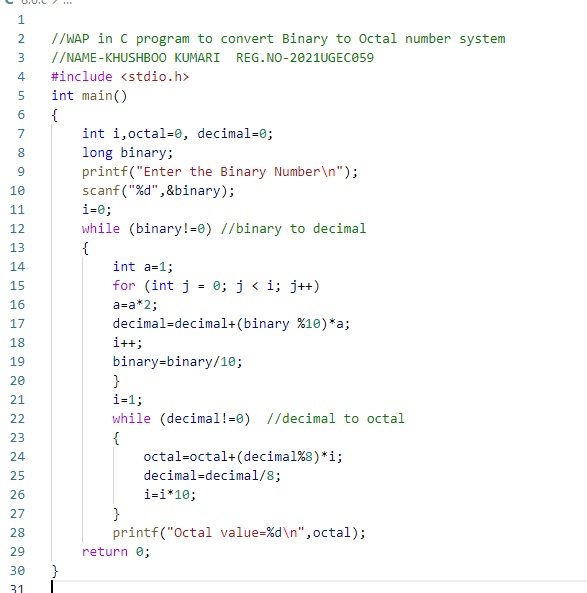 8.6.c > ...
1
2 //WAP in C program to convert Binary to Octal number system
3 //NAME-KHUSHBOO KUMARI  REG.NO-2021UGEC059
4 #include <stdio.h>
5 int main()
6 {
7     int i,octal=0, decimal=0;
8     long binary;
9     printf("Enter the Binary Number\n");
10     scanf("%d",&binary);
11     i=0;
12     while (binary!=0) //binary to decimal
13     {
14         int a=1;
15         for (int j = 0; j < i; j++)
16         a=a*2;
17         decimal=decimal+(binary %10)*a;
18         i++;
19         binary=binary/10;
20         }
21         i=1;
22         while (decimal!=0)  //decimal to octal
23         {
24             octal=octal+(decimal%8)*i;
25             decimal=decimal/8;
26             i=i*10;
27         }
28         printf("Octal value=%d\n",octal);
29     return 0;
30 }
31